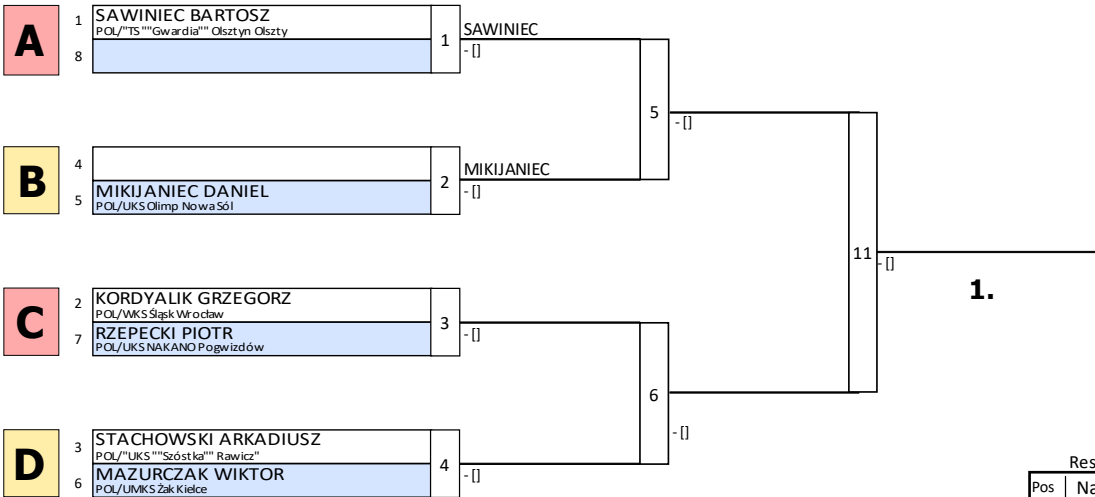 A
1 SAWINIEC BARTOSZ
POL/"TS ""Gwardia"" Olsztyn Olszty
8
1 SAWINIEC
- []
5
- []
B
4
5 MIKIJANIEC DANIEL
POL/UKS Olimp Nowa Sól
2 MIKIJANIEC
- []
11
- []
1.
C
2 KORDYALIK GRZEGORZ
POL/WKS Śląsk Wrocław
7 RZEPECKI PIOTR
POL/UKS NAKANO Pogwizdów
3
- []
6
- []
D
3 STACHOWSKI ARKADIUSZ
POL/"UKS ""Szóstka"" Rawicz"
6 MAZURCZAK WIKTOR
POL/UMKS Żak Kielce
4
- []
Res
Pos Na